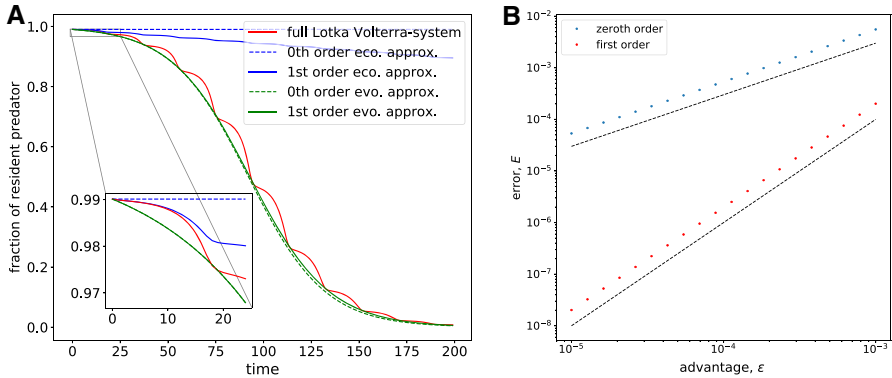 A
full Lotka Volterra-system
0th order eco. approx.
1st order eco. approx.
0th order evo. approx.
1st order evo. approx.
fraction of resident predator
1.0
0.8
0.6
0.4
0.2
0.0
0.99
0.98
0.97
0 10 20
0 25 50 75 100 125 150 175 200
time
B
zeroth order
first order
error, E
10⁻²
10⁻³
10⁻⁴
10⁻⁵
10⁻⁶
10⁻⁷
10⁻⁸
10⁻⁵ 10⁻⁴ 10⁻³
advantage, ε